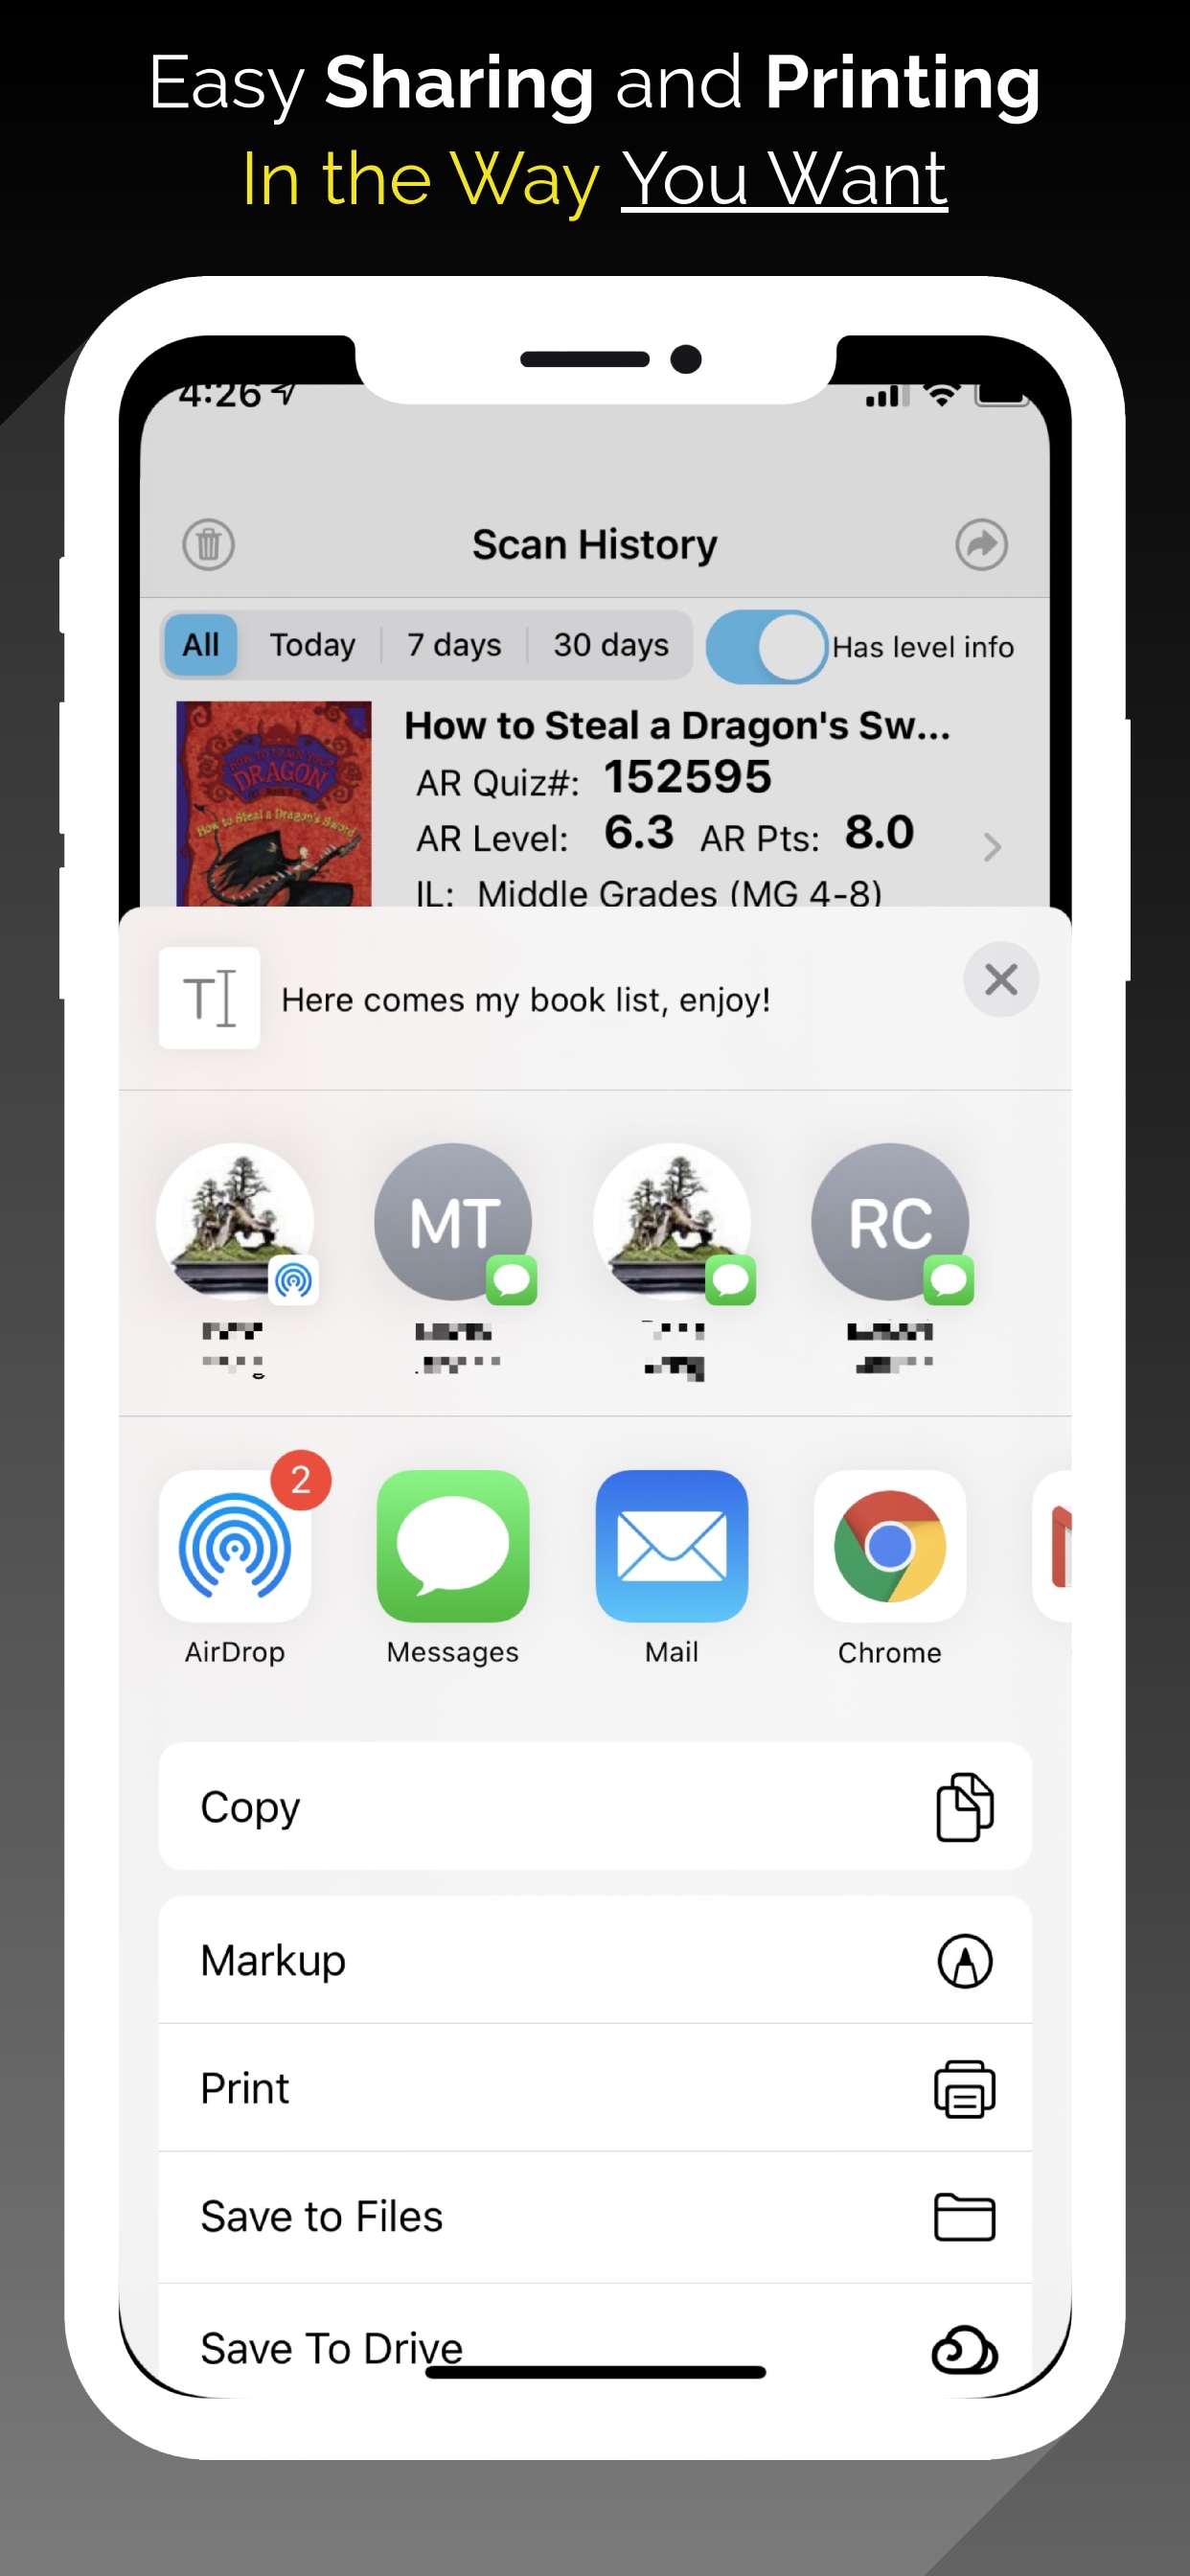 Easy Sharing and Printing
In the Way You Want
4:26
Scan History
All Today 7 days 30 days Has level info
HOW TO TRAIN YOUR
DRAGON
How to Steal a Dragon's Sword
How to Steal a Dragon's Sw...
AR Quiz#: 152595
AR Level: 6.3 AR Pts: 8.0
IL: Middle Grades (MG 4-8)
T Here comes my book list, enjoy!
MT RC
2
AirDrop Messages Mail Chrome
Copy
Markup
Print
Save to Files
Save To Drive